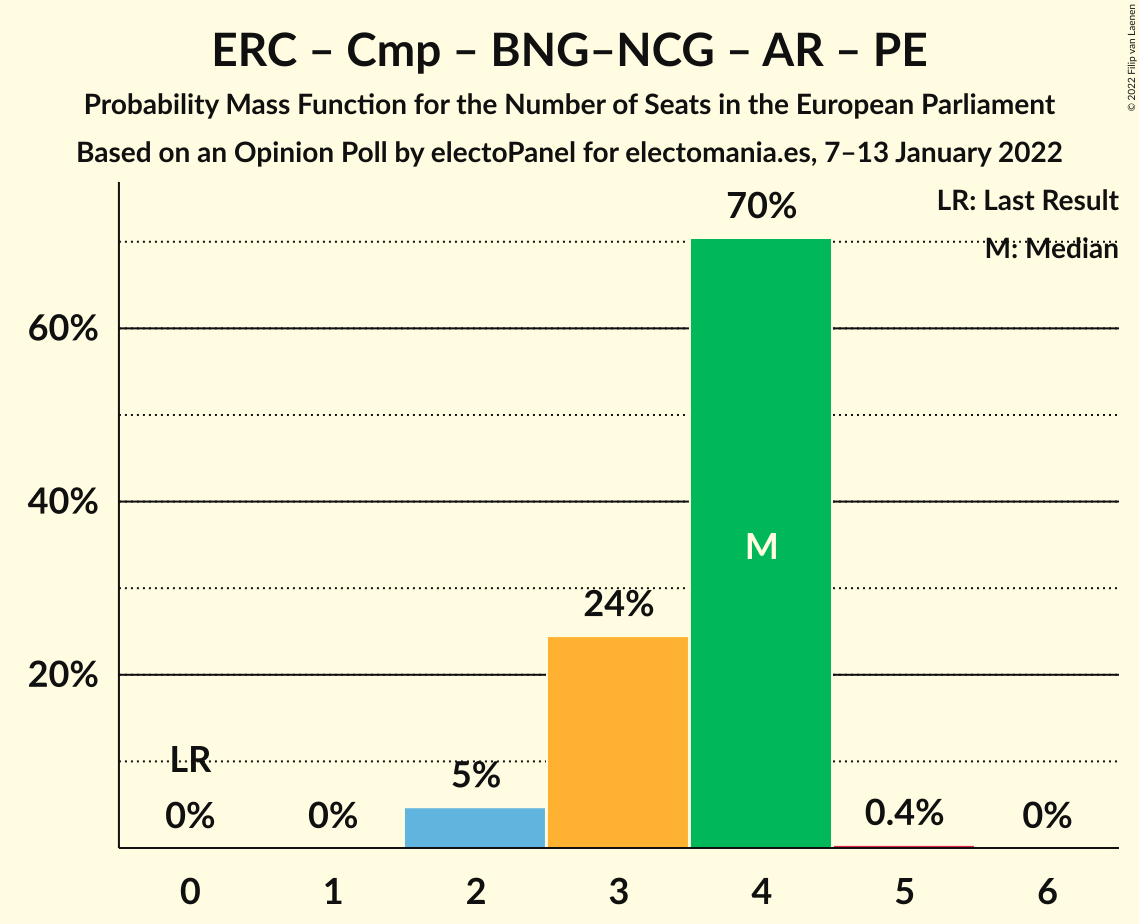 ERC – Cmp – BNG–NCG – AR – PE
Probability Mass Function for the Number of Seats in the European Parliament
Based on an Opinion Poll by electoPanel for electomania.es, 7–13 January 2022
© 2022 Filip van Laenen
LR: Last Result
M: Median
70%
60%
40%
20%
M
24%
LR
5%
0%
0%
0.4%
0%
0 1 2 3 4 5 6